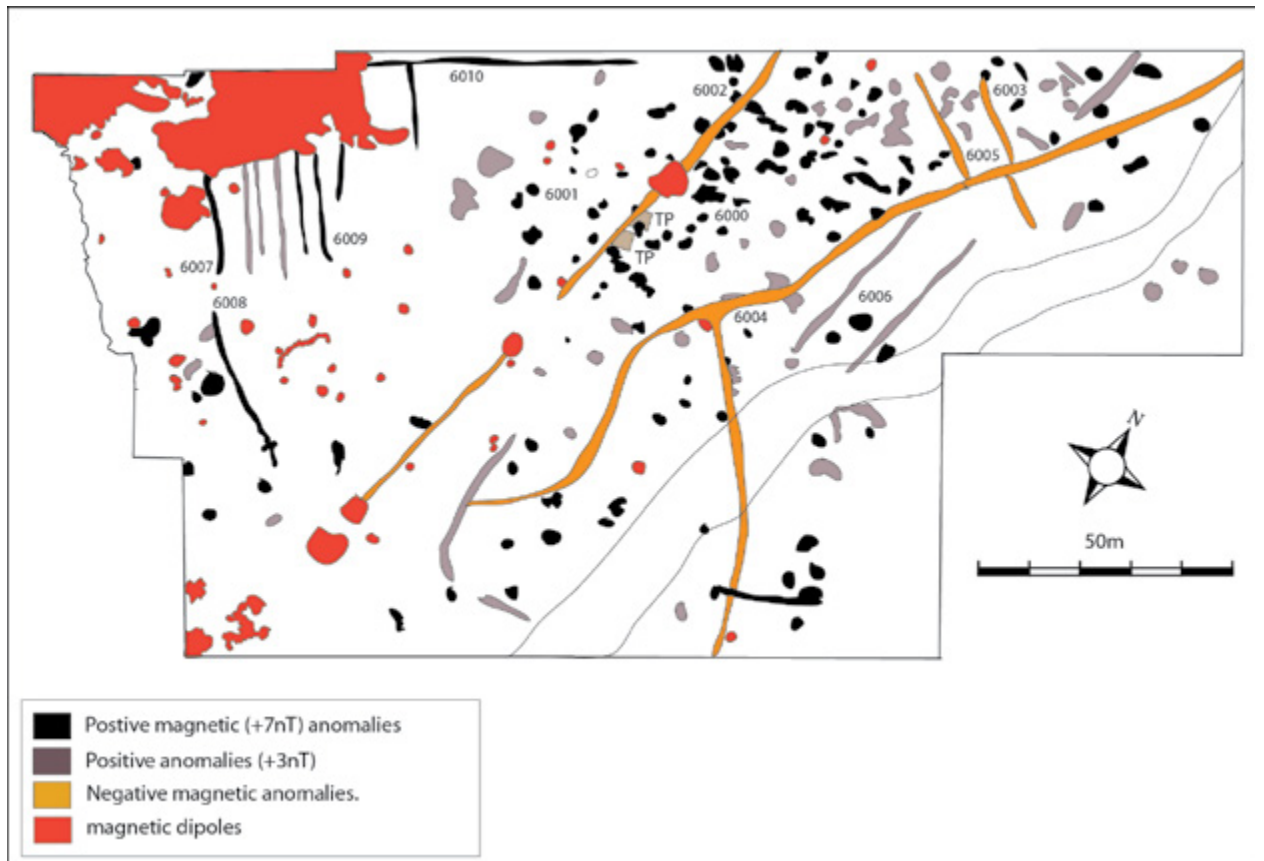 6010
6002
6003
6005
6001
6000
TP
TP
6009
6007
6008
6006
6004
N
50m
Postive magnetic (+7nT) anomalies
Positive anomalies (+3nT)
Negative magnetic anomalies.
magnetic dipoles